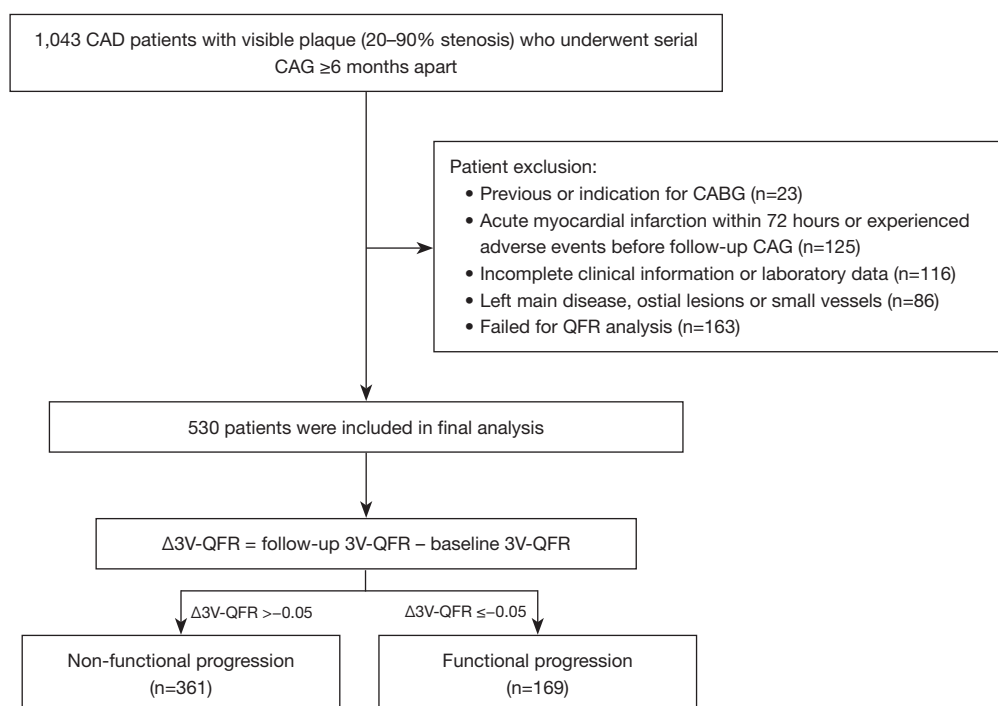 1,043 CAD patients with visible plaque (20–90% stenosis) who underwent serial
CAG ≥6 months apart
Patient exclusion:
• Previous or indication for CABG (n=23)
• Acute myocardial infarction within 72 hours or experienced
adverse events before follow-up CAG (n=125)
• Incomplete clinical information or laboratory data (n=116)
• Left main disease, ostial lesions or small vessels (n=86)
• Failed for QFR analysis (n=163)
530 patients were included in final analysis
Δ3V-QFR = follow-up 3V-QFR – baseline 3V-QFR
Δ3V-QFR >−0.05
Δ3V-QFR ≤−0.05
Non-functional progression
(n=361)
Functional progression
(n=169)